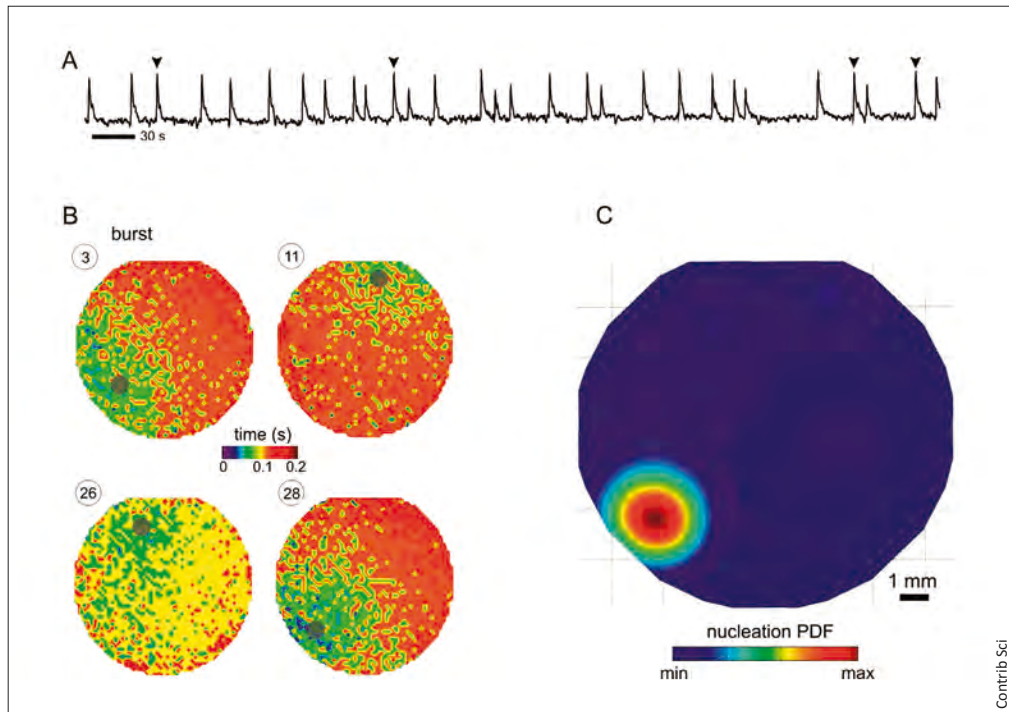 A
30 s
B
burst
3
11
time (s)
0 0.1 0.2
26
28
C
1 mm
nucleation PDF
min max
Contrib Sci